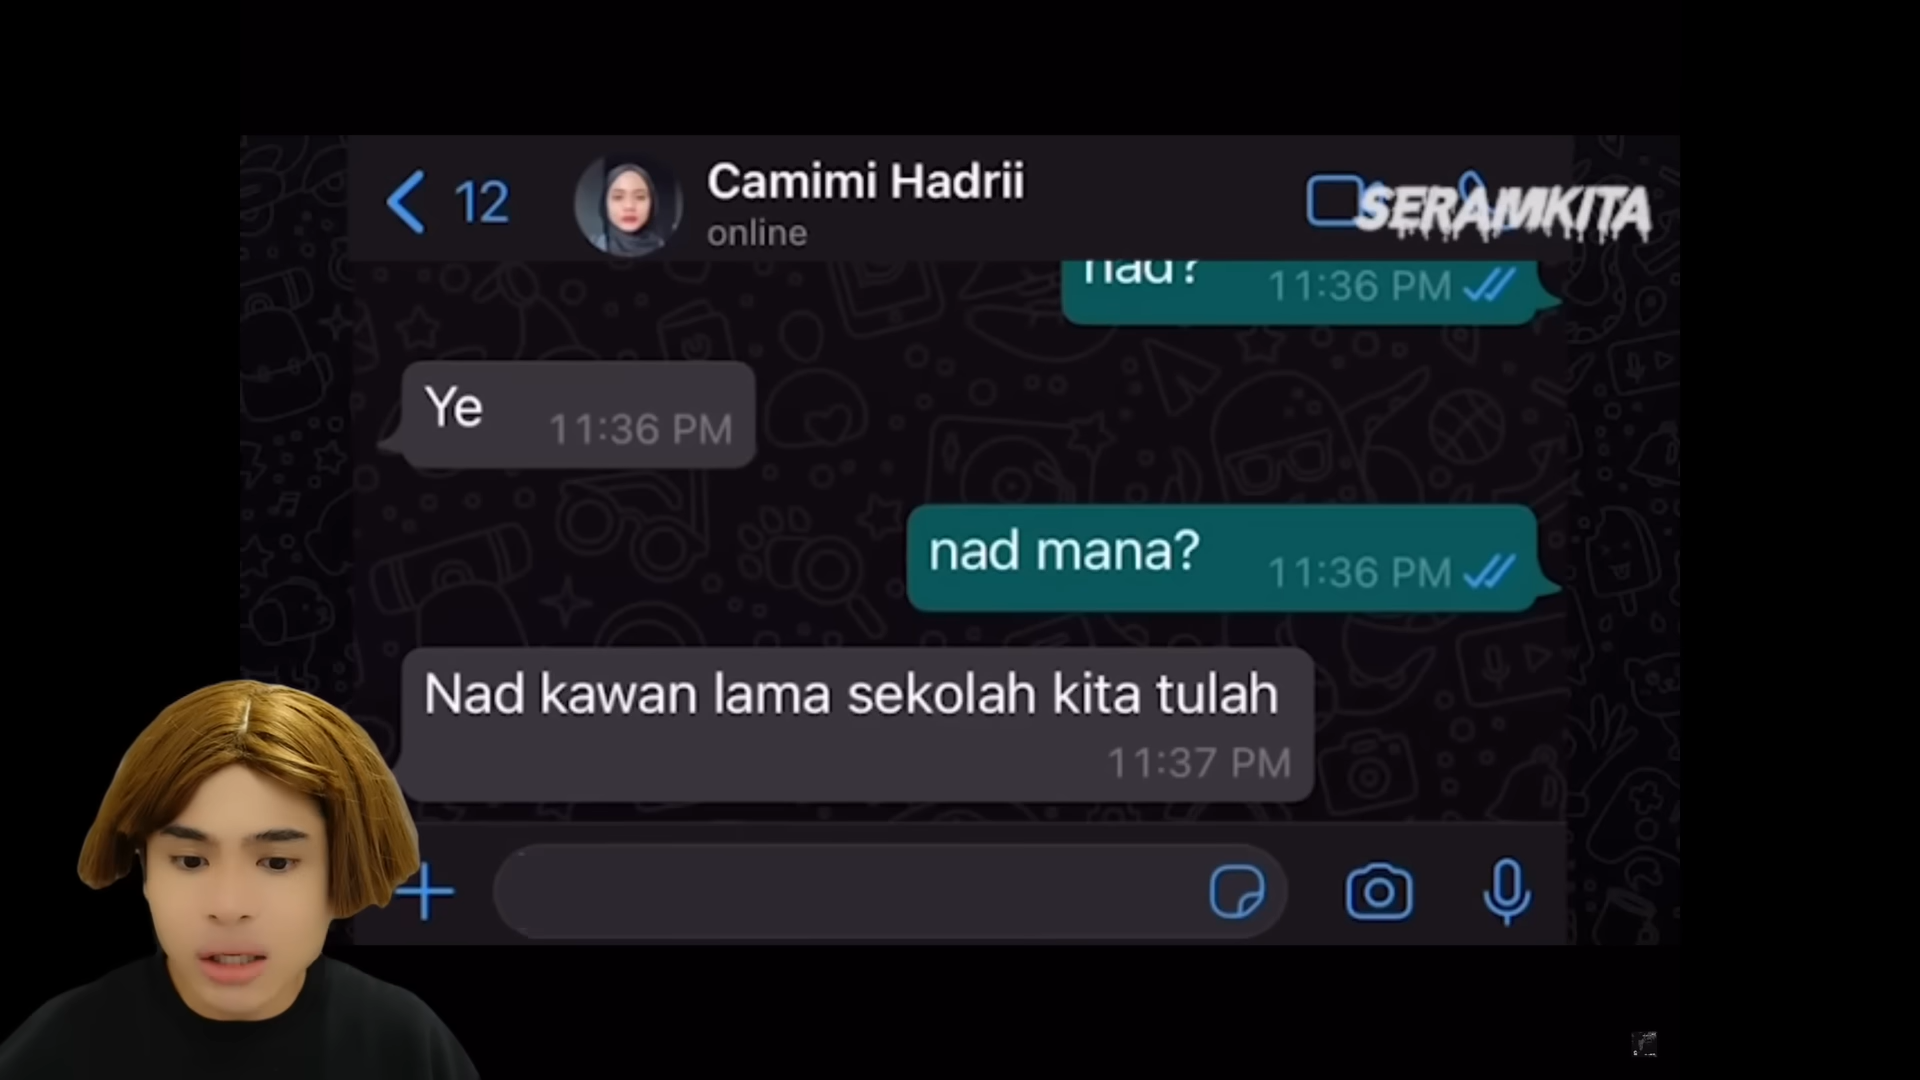 12
Camimi Hadrii
online
SERAMKITA
nad?
11:36 PM
Ye
11:36 PM
nad mana?
11:36 PM
Nad kawan lama sekolah kita tulah
11:37 PM